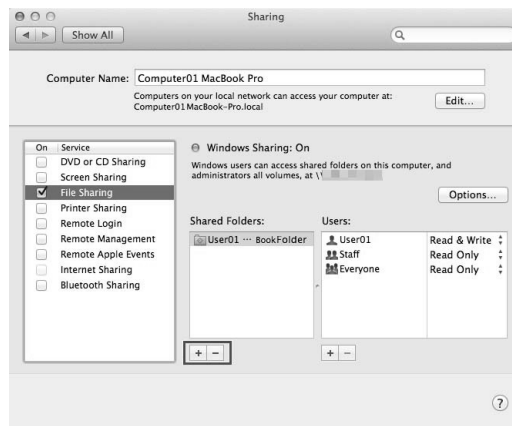 Sharing
Show All
Computer Name: Computer01 MacBook Pro
Computers on your local network can access your computer at:
Computer01MacBook-Pro.local
Edit...
On Service
DVD or CD Sharing
Screen Sharing
File Sharing
Printer Sharing
Remote Login
Remote Management
Remote Apple Events
Internet Sharing
Bluetooth Sharing
Windows Sharing: On
Windows users can access shared folders on this computer, and
administrators all volumes, at \\
Options...
Shared Folders:
User01 ··· BookFolder
+ −
Users:
User01 Read & Write
Staff Read Only
Everyone Read Only
+ −
?